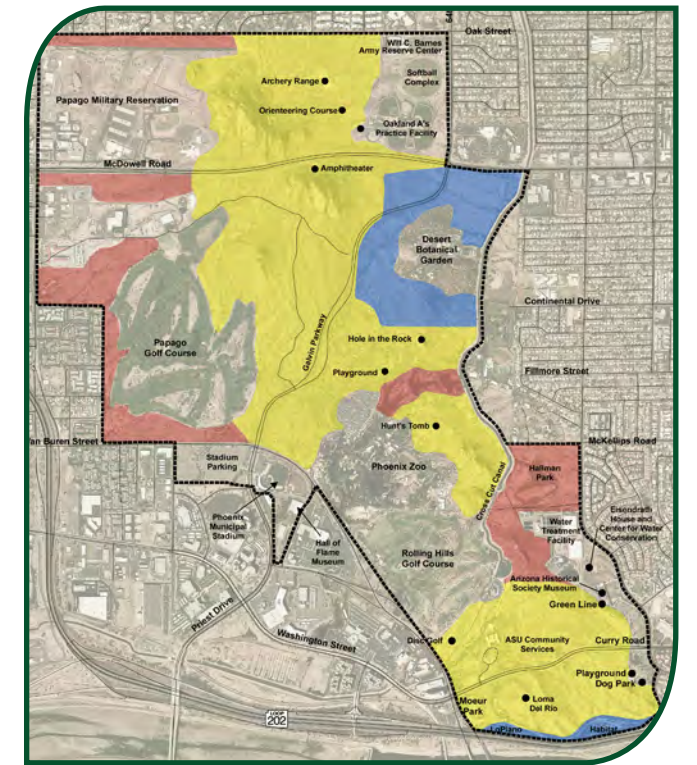 Oak Street
Will C. Barnes
Army Reserve Center
Softball
Complex
Archery Range
Papago Military Reservation
Orienteering Course
Oakland A's
Practice Facility
McDowell Road
Amphitheater
Desert
Botanical
Garden
Continental Drive
Galvin Parkway
Hole in the Rock
Papago
Golf Course
Playground
Fillmore Street
Hunt's Tomb
Van Buren Street
McKellips Road
Stadium
Parking
Phoenix Zoo
Cross Cut Canal
Hallman
Park
Phoenix
Municipal
Stadium
Hall of
Flame
Museum
Water
Treatment
Facility
Eisendrath
House and
Center for Water
Conservation
Rolling Hills
Golf Course
Arizona Historical
Society Museum
Green Line
Priest Drive
Washington Street
Disc Golf
ASU Community
Services
Curry Road
Playground
Dog Park
Moeur
Park
Loma
Del Rio
LOOP
202
LoPiano
Habitat